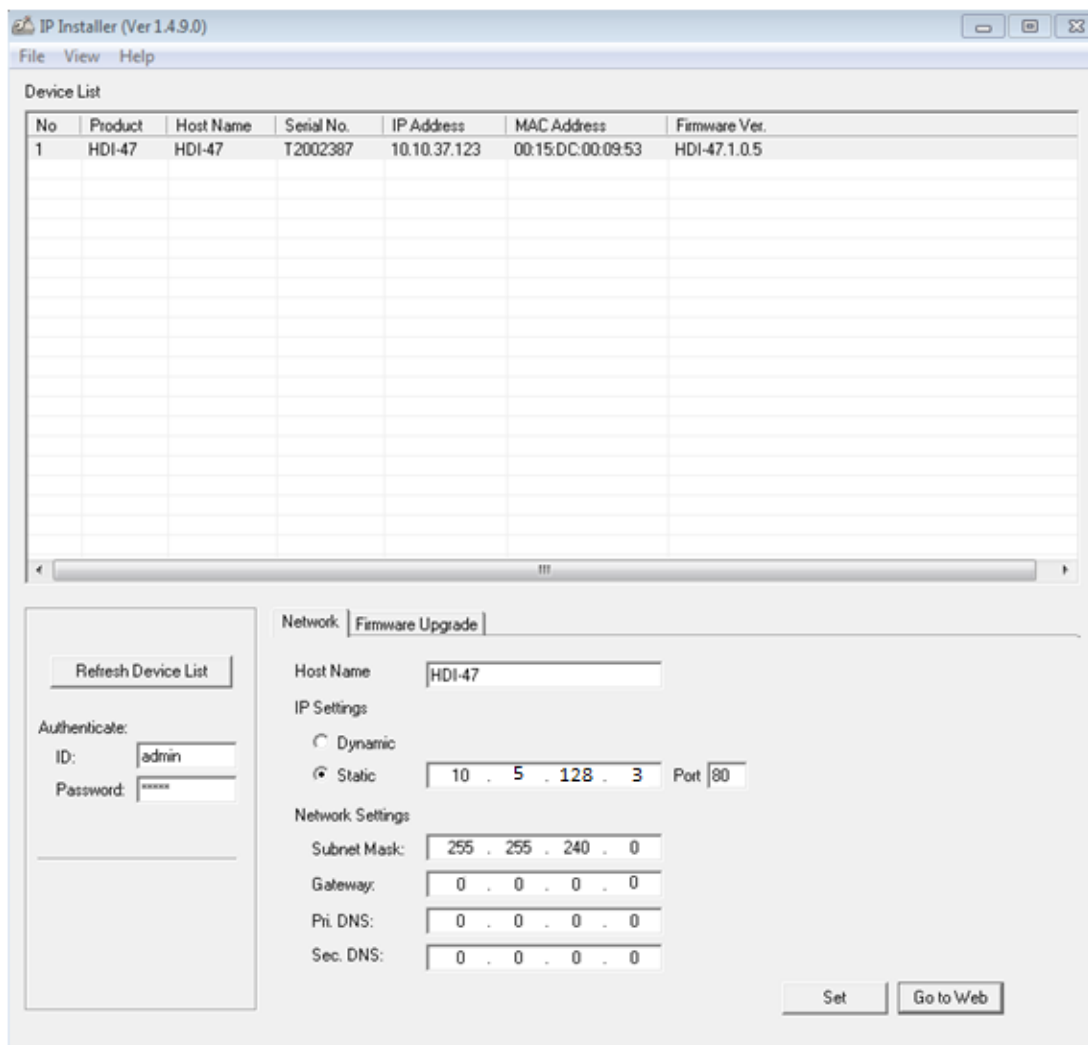 IP Installer (Ver 1.4.9.0)
File View Help
Device List
No Product Host Name Serial No. IP Address MAC Address Firmware Ver.
1 HDI-47 HDI-47 T2002387 10.10.37.123 00:15:DC:00:09:53 HDI-47.1.0.5
Refresh Device List
Authenticate:
ID: admin
Password: *****
Network Firmware Upgrade
Host Name HDI-47
IP Settings
Dynamic
Static 10 . 5 . 128 . 3 Port 80
Network Settings
Subnet Mask: 255 . 255 . 240 . 0
Gateway: 0 . 0 . 0 . 0
Pri. DNS: 0 . 0 . 0 . 0
Sec. DNS: 0 . 0 . 0 . 0
Set Go to Web